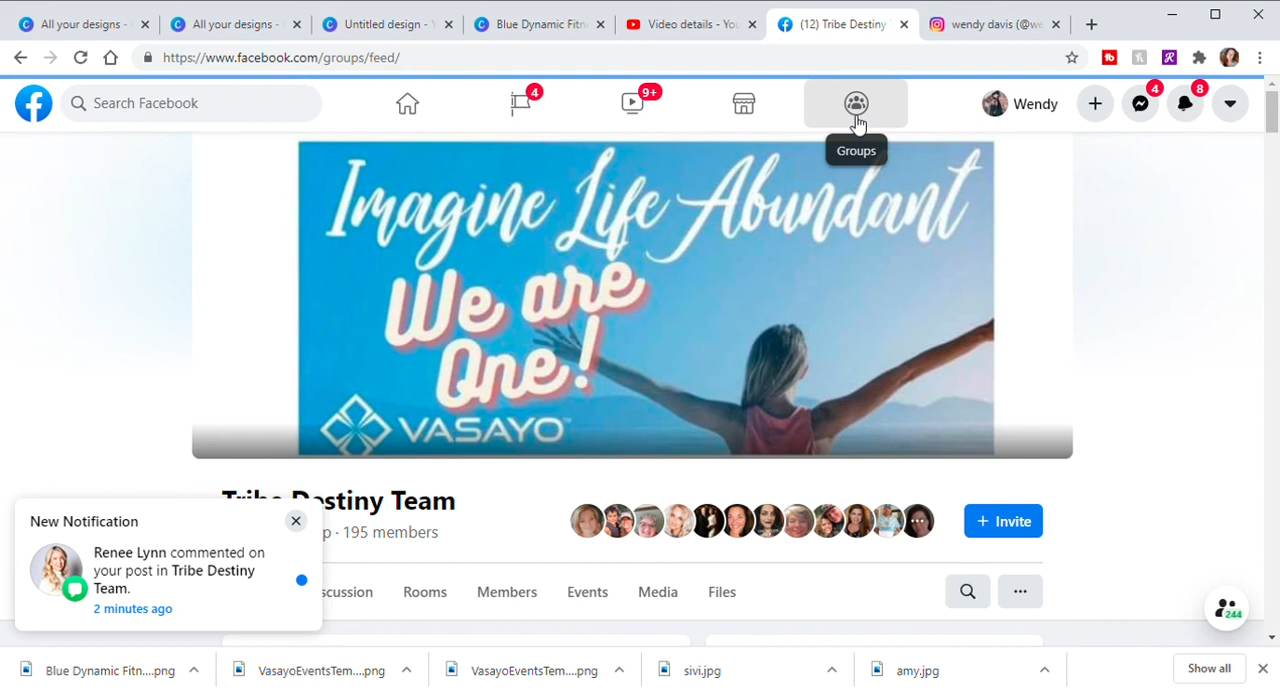 All your designs -
All your designs -
Untitled design -
Blue Dynamic Fitn
Video details - You
(12) Tribe Destiny
wendy davis (@we
https://www.facebook.com/groups/feed/
Search Facebook
4
9+
Wendy
4
8
Groups
Imagine Life Abundant
We are
One!
VASAYO™
Tribe Destiny Team
p · 195 members
+ Invite
New Notification
Renee Lynn commented on
your post in Tribe Destiny
Team.
2 minutes ago
scussion
Rooms
Members
Events
Media
Files
244
Blue Dynamic Fitn....png
VasayoEventsTem....png
VasayoEventsTem....png
sivi.jpg
amy.jpg
Show all